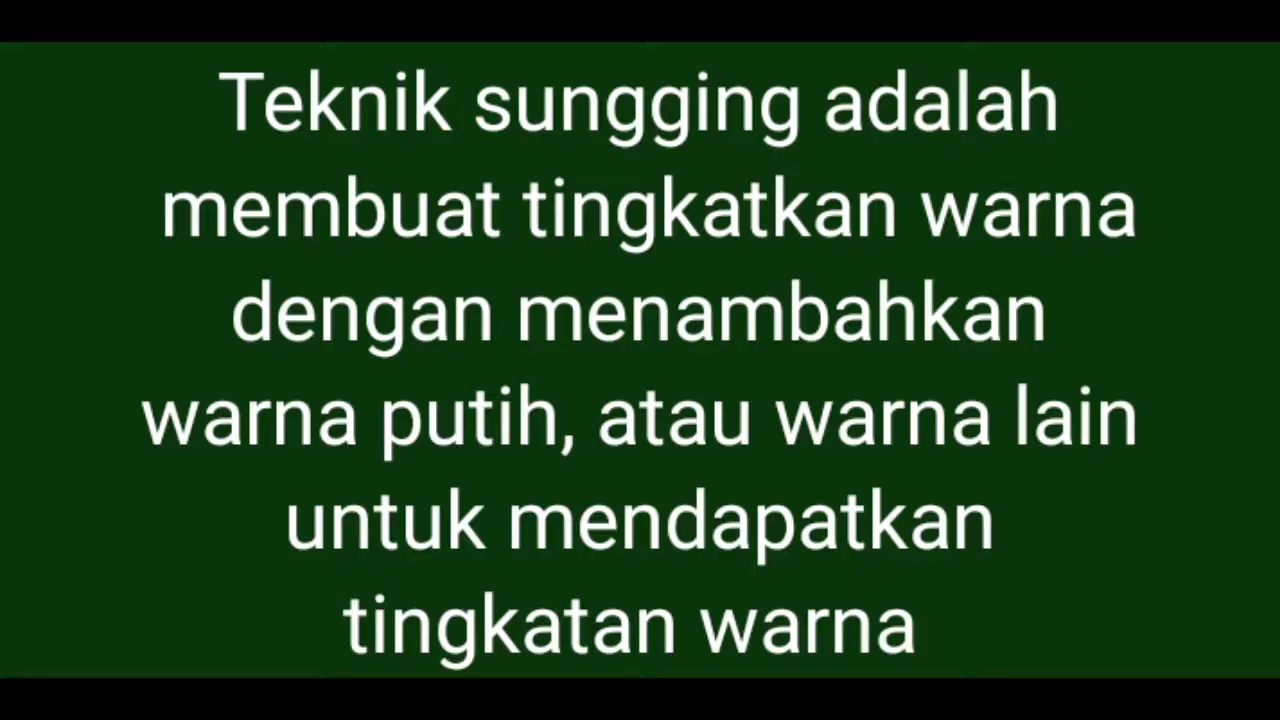 Teknik sungging adalah
membuat tingkatkan warna
dengan menambahkan
warna putih, atau warna lain
untuk mendapatkan
tingkatan warna